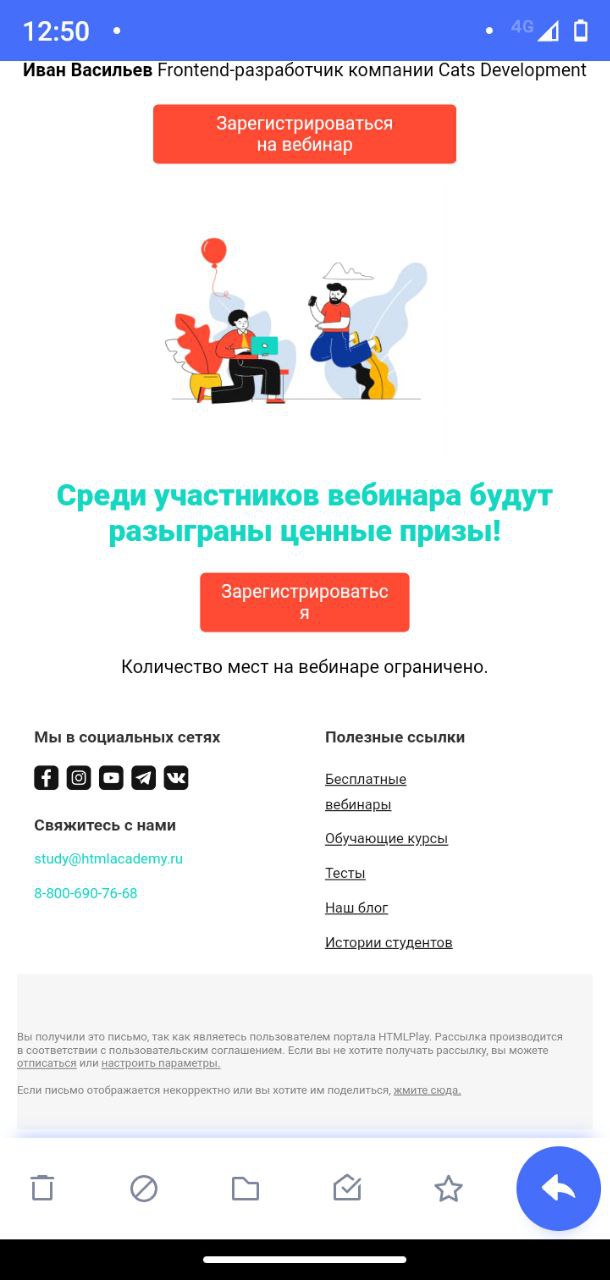 12:50
4G
Иван Васильев Frontend-разработчик компании Cats Development
Зарегистрироваться
на вебинар
Среди участников вебинара будут
разыграны ценные призы!
Зарегистрироватьс
я
Количество мест на вебинаре ограничено.
Мы в социальных сетях
Свяжитесь с нами
study@htmlacademy.ru
8-800-690-76-68
Полезные ссылки
Бесплатные
вебинары
Обучающие курсы
Тесты
Наш блог
Истории студентов
Вы получили это письмо, так как являетесь пользователем портала HTMLPlay. Рассылка производится
в соответствии с пользовательским соглашением. Если вы не хотите получать рассылку, вы можете
отписаться или настроить параметры.
Если письмо отображается некорректно или вы хотите им поделиться, жмите сюда.